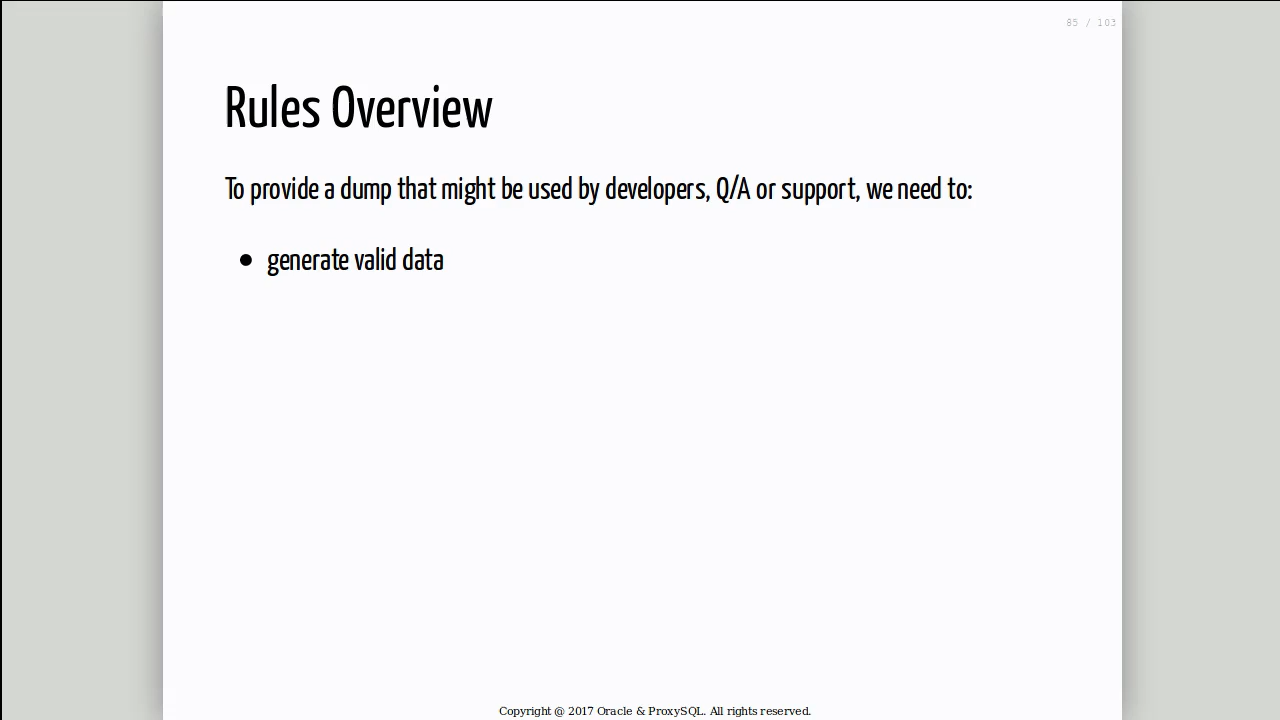 85 / 103
Rules Overview
To provide a dump that might be used by developers, Q/A or support, we need to:
generate valid data
Copyright @ 2017 Oracle & ProxySQL. All rights reserved.